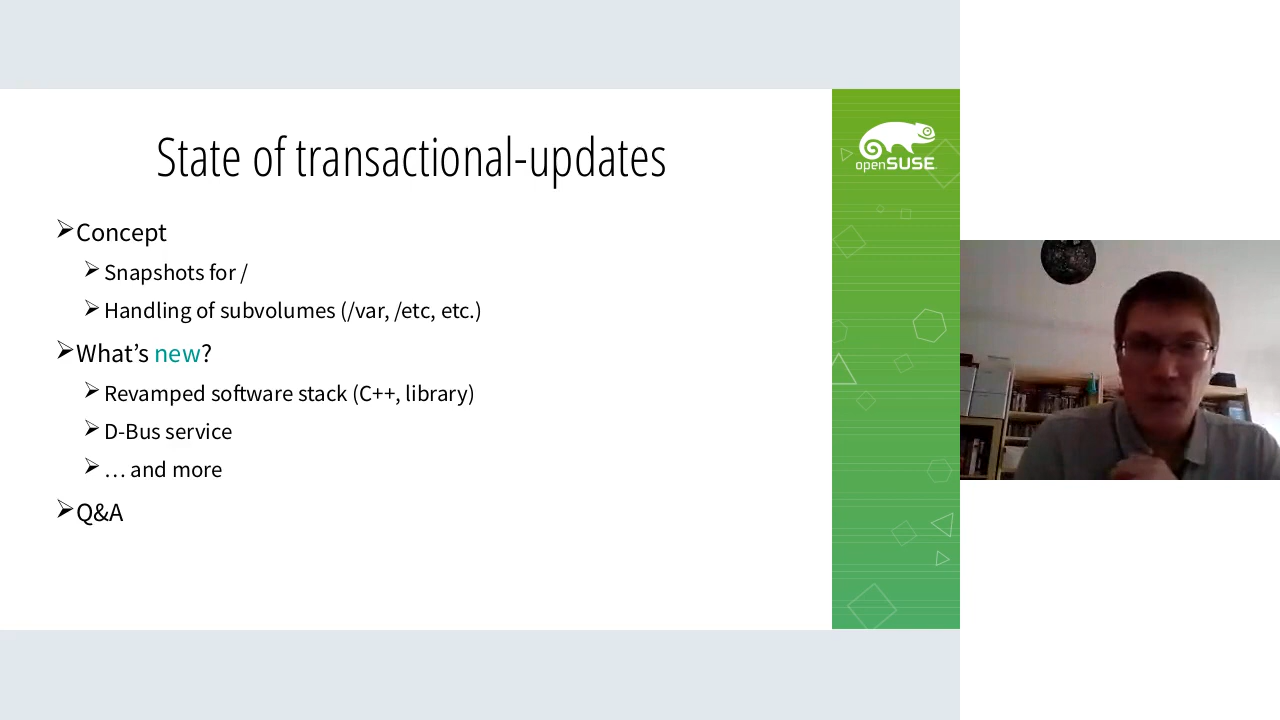 State of transactional-updates
openSUSE
Concept
Snapshots for /
Handling of subvolumes (/var, /etc, etc.)
What’s new?
Revamped software stack (C++, library)
D-Bus service
… and more
Q&A